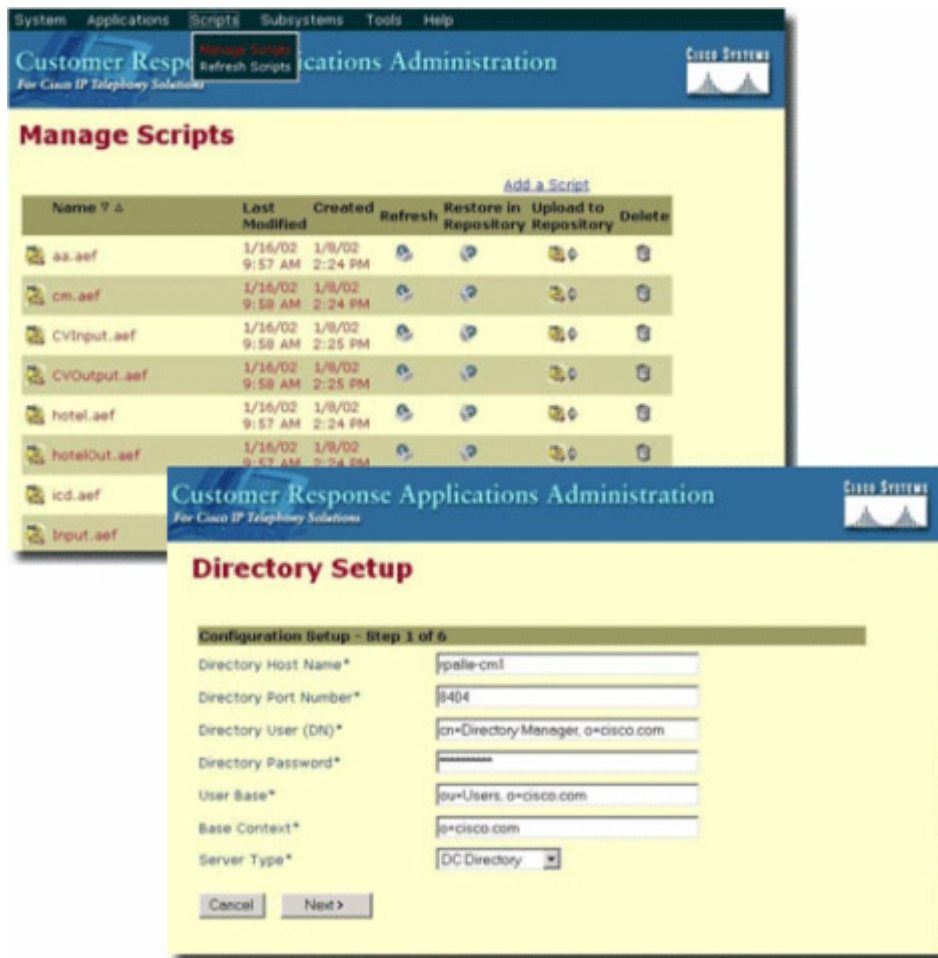 System Applications Scripts Subsystems Tools Help
Manage Scripts
Refresh Scripts
Customer Resp ications Administration
For Cisco IP Telephony Solutions
CISCO SYSTEMS
Manage Scripts
Add a Script
Name Last Modified Created Refresh Restore in Repository Upload to Repository Delete
aa.aef 1/16/02 9:57 AM 1/8/02 2:24 PM
cm.aef 1/16/02 9:58 AM 1/8/02 2:24 PM
CVInput.aef 1/16/02 9:58 AM 1/8/02 2:25 PM
CVOutput.aef 1/16/02 9:58 AM 1/8/02 2:25 PM
hotel.aef 1/16/02 9:57 AM 1/8/02 2:24 PM
hotelOut.aef 1/16/02 9:57 AM 1/8/02 2:24 PM
icd.aef
Input.aef
Customer Response Applications Administration
For Cisco IP Telephony Solutions
CISCO SYSTEMS
Directory Setup
Configuration Setup - Step 1 of 6
Directory Host Name* rpalle-cm1
Directory Port Number* 8404
Directory User (DN)* cn=Directory Manager, o=cisco.com
Directory Password* **********
User Base* ou=Users, o=cisco.com
Base Context* o=cisco.com
Server Type* DC Directory
Cancel Next >